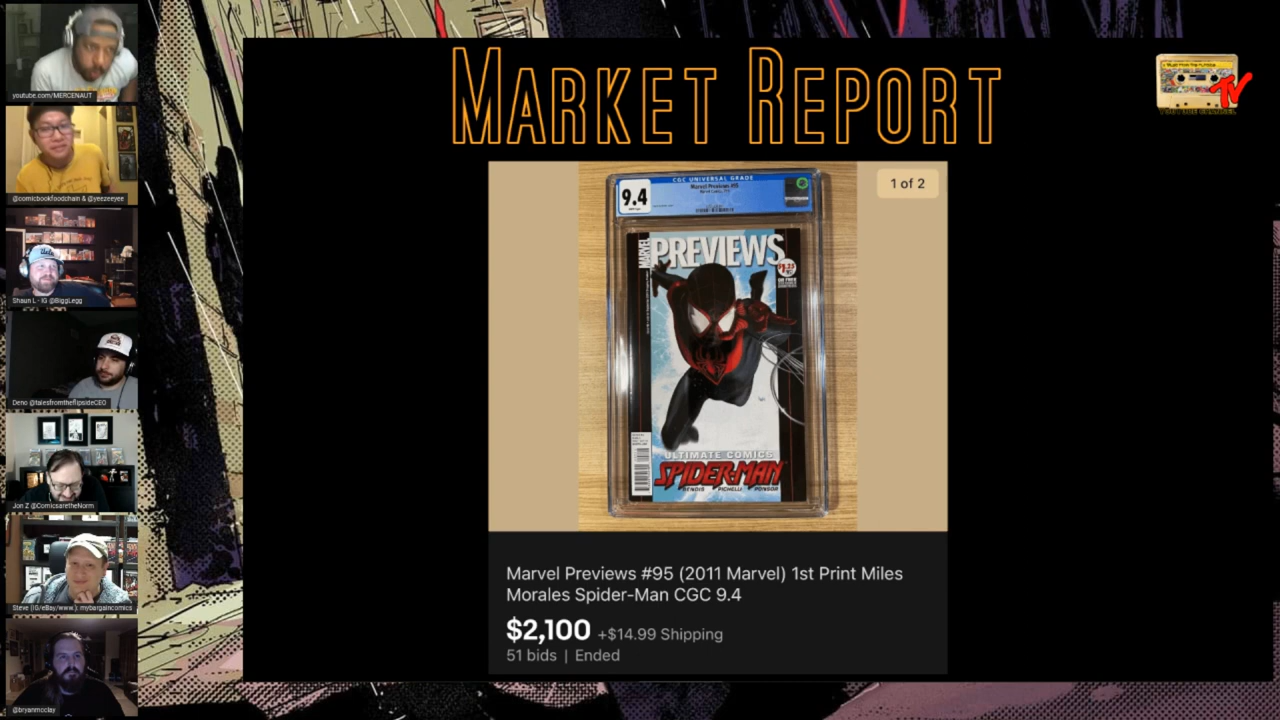 youtube.com/MERCENAUT
@comicbookfoodchain & @yeezeeyee
Shaun L - IG @BiggLegg
Deno @talesfromtheflipsideCEO
Jon Z @ComicsaretheNorm
Steve (IG/eBay/www.): mybargaincomics
@bryanmcclay
MARKET REPORT
TV
1 of 2
CGC UNIVERSAL GRADE
9.4
Marvel Previews #95
MARVEL
PREVIEWS
ULTIMATE COMICS
SPIDER-MAN
BENDIS PICHELLI PONSOR
Marvel Previews #95 (2011 Marvel) 1st Print Miles
Morales Spider-Man CGC 9.4
$2,100 +$14.99 Shipping
51 bids | Ended